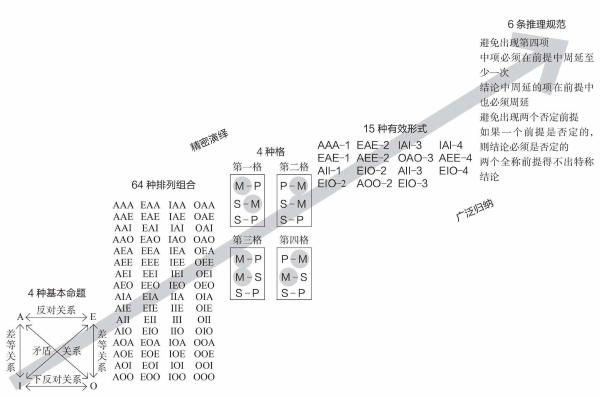 6 条推理规范
避免出现第四项
中项必须在前提中周延至
少一次
结论中周延的项在前提中
也必须周延
避免出现两个否定前提
如果一个前提是否定的，
则结论必须是否定的
两个全称前提得不出特称
结论
15 种有效形式
AAA-1 EAE-2 IAI-3 IAI-4
EAE-1 AEE-2 OAO-3 AEE-4
AII-1 EIO-2 AII-3 EIO-4
EIO-2 AOO-2 EIO-3
精密演绎
广泛归纳
4 种格
第一格 第二格
M-P P-M
S-M S-M
S-P S-P
第三格 第四格
M-P P-M
M-S M-S
S-P S-P
64 种排列组合
AAA EAA IAA OAA
AAE EAE IAE OAE
AAI EAI IAI OAI
AAO EAO IAO OAO
AEA EEA IEA OEA
AEE EEE IEE OEE
AEI EEI IEI OEI
AEO EEO IEO OEO
AIA EIA IIA OIA
AIE EIE IIE OIE
AII EII III OII
AIO EIO IIO OIO
AOA EOA IOA OOA
AOE EOE IOE OOE
AOI EOI IOI OOI
AOO EOO IOO OOO
4 种基本命题
A 反对关系 E
差等关系
矛盾 关系
差等关系
I 下反对关系 O